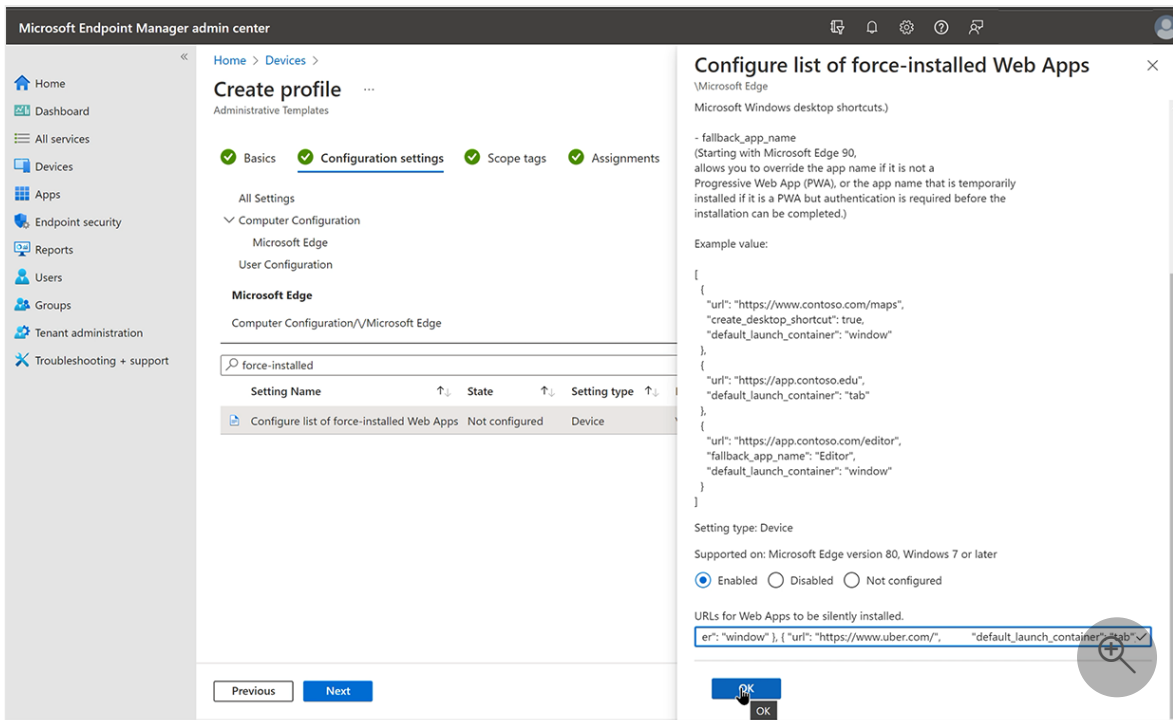 Microsoft Endpoint Manager admin center
«
Home
Dashboard
All services
Devices
Apps
Endpoint security
Reports
Users
Groups
Tenant administration
Troubleshooting + support
Home > Devices >
Create profile ...
Administrative Templates
Basics
Configuration settings
Scope tags
Assignments
All Settings
Computer Configuration
Microsoft Edge
User Configuration
Microsoft Edge
Computer Configuration/\/Microsoft Edge
force-installed
Setting Name ↑↓ State ↑↓ Setting type ↑↓
Configure list of force-installed Web Apps Not configured Device \
Previous
Next
Configure list of force-installed Web Apps
\Microsoft Edge
Microsoft Windows desktop shortcuts.)
- fallback_app_name
(Starting with Microsoft Edge 90,
allows you to override the app name if it is not a
Progressive Web App (PWA), or the app name that is temporarily
installed if it is a PWA but authentication is required before the
installation can be completed.)
Example value:
[
{
"url": "https://www.contoso.com/maps",
"create_desktop_shortcut": true,
"default_launch_container": "window"
},
{
"url": "https://app.contoso.edu",
"default_launch_container": "tab"
},
{
"url": "https://app.contoso.com/editor",
"fallback_app_name": "Editor",
"default_launch_container": "window"
}
]
Setting type: Device
Supported on: Microsoft Edge version 80, Windows 7 or later
Enabled
Disabled
Not configured
URLs for Web Apps to be silently installed.
er": "window" }, { "url": "https://www.uber.com/", "default_launch_container": "tab"
OK
OK